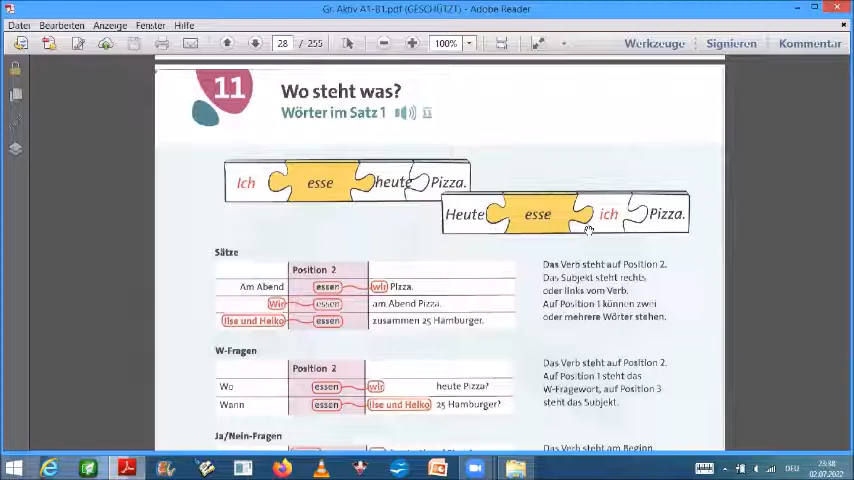 Gr. Aktiv A1-B1.pdf (GESCHÜTZT) - Adobe Reader
Datei Bearbeiten Anzeige Fenster Hilfe
28 / 255 100% Werkzeuge Signieren Kommentar
11 Wo steht was?
Wörter im Satz 1
Ich esse heute Pizza.
Heute esse ich Pizza.
Sätze
Position 2
Am Abend essen wir Pizza.
Wir essen am Abend Pizza.
Ilse und Heiko essen zusammen 25 Hamburger.
Das Verb steht auf Position 2.
Das Subjekt steht rechts
oder links vom Verb.
Auf Position 1 können zwei
oder mehrere Wörter stehen.
W-Fragen
Position 2
Wo essen wir heute Pizza?
Wann essen Ilse und Heiko 25 Hamburger?
Das Verb steht auf Position 2.
Auf Position 1 steht das
W-Fragewort, auf Position 3
steht das Subjekt.
Ja/Nein-Fragen
Das Verb steht am Beginn.
DEU
23:38
02.07.2022